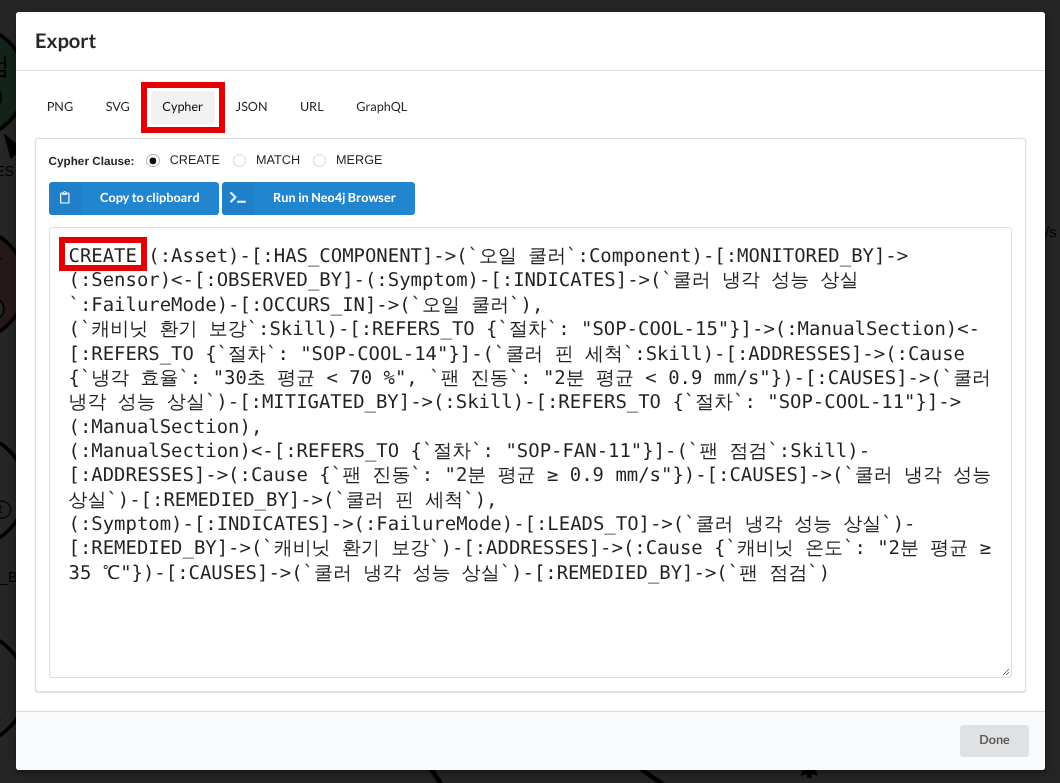 Export
PNG SVG Cypher JSON URL GraphQL
Cypher Clause: CREATE MATCH MERGE
Copy to clipboard Run in Neo4j Browser
CREATE (:Asset)-[:HAS_COMPONENT]->(`오일 쿨러`:Component)-[:MONITORED_BY]->
(:Sensor)<-[:OBSERVED_BY]-(:Symptom)-[:INDICATES]->(`쿨러 냉각 성능 상실
`:FailureMode)-[:OCCURS_IN]->(`오일 쿨러`),
(`캐비닛 환기 보강`:Skill)-[:REFERS_TO {`절차`: "SOP-COOL-15"}]->(:ManualSection)<-
[:REFERS_TO {`절차`: "SOP-COOL-14"}]-(`쿨러 핀 세척`:Skill)-[:ADDRESSES]->(:Cause
{`냉각 효율`: "30초 평균 < 70 %", `팬 진동`: "2분 평균 < 0.9 mm/s"})-[:CAUSES]->(`쿨러
냉각 성능 상실`)-[:MITIGATED_BY]->(:Skill)-[:REFERS_TO {`절차`: "SOP-COOL-11"}]->
(:ManualSection),
(:ManualSection)<-[:REFERS_TO {`절차`: "SOP-FAN-11"}]-(`팬 점검`:Skill)-
[:ADDRESSES]->(:Cause {`팬 진동`: "2분 평균 ≥ 0.9 mm/s"})-[:CAUSES]->(`쿨러 냉각 성능
상실`)-[:REMEDIED_BY]->(`쿨러 핀 세척`),
(:Symptom)-[:INDICATES]->(:FailureMode)-[:LEADS_TO]->(`쿨러 냉각 성능 상실`)-
[:REMEDIED_BY]->(`캐비닛 환기 보강`)-[:ADDRESSES]->(:Cause {`캐비닛 온도`: "2분 평균 ≥
35 ℃"})-[:CAUSES]->(`쿨러 냉각 성능 상실`)-[:REMEDIED_BY]->(`팬 점검`)
Done